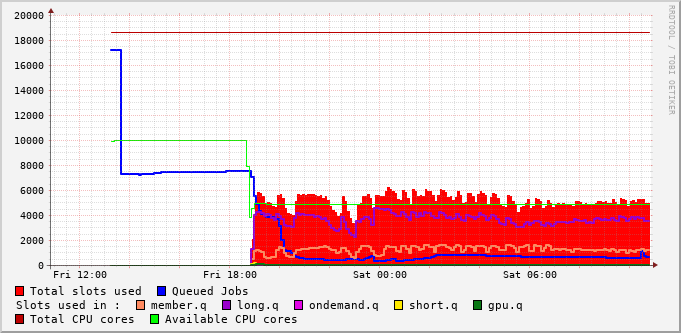 20000
18000
16000
14000
12000
10000
8000
6000
4000
2000
0
Fri 12:00 Fri 18:00 Sat 00:00 Sat 06:00
RRDTOOL / TOBI OETIKER
Total slots used Queued Jobs
Slots used in : member.q long.q ondemand.q short.q gpu.q
Total CPU cores Available CPU cores